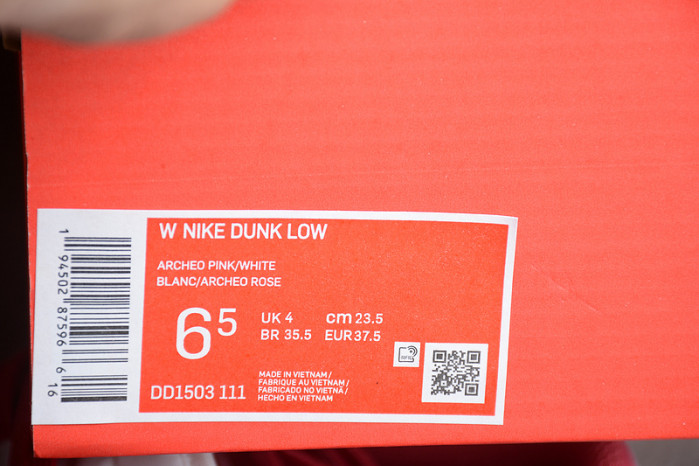 W NIKE DUNK LOW
ARCHEO PINK/WHITE
BLANC/ARCHEO ROSE
65
UK 4 cm 23.5
BR 35.5 EUR 37.5
DD1503 111
MADE IN VIETNAM /
FABRIQUE AU VIETNAM /
FABRICADO NO VIETNÃ /
HECHO EN VIETNAM
1 94502 87596 6 16